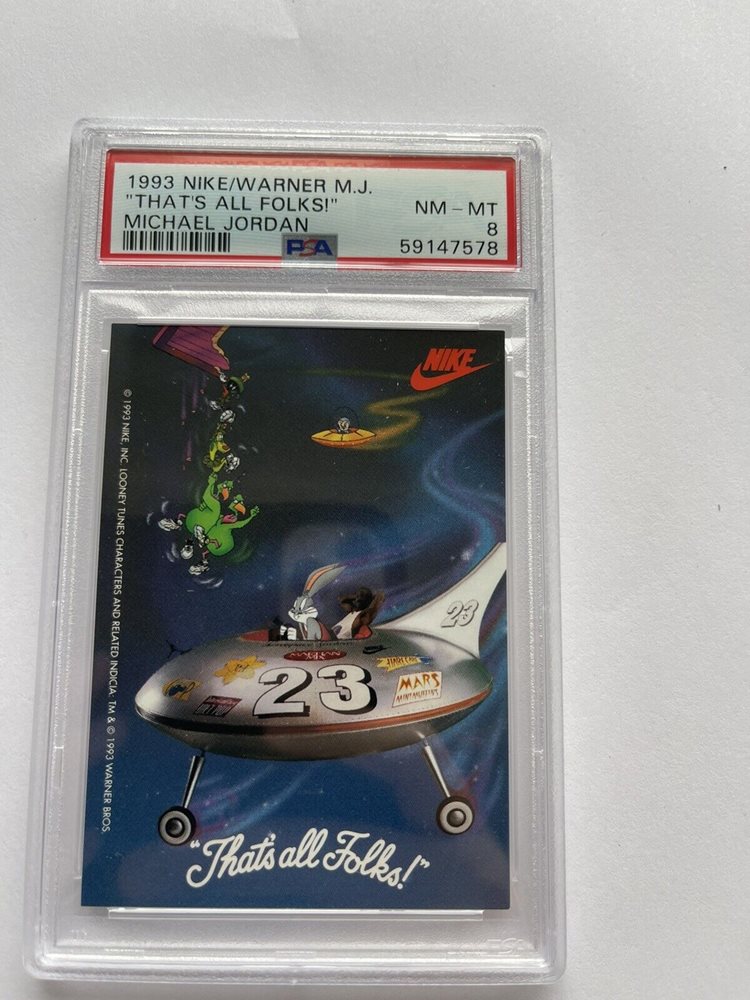 1993 NIKE/WARNER M.J.
"THAT'S ALL FOLKS!"
MICHAEL JORDAN
NM – MT
8
PSA
59147578
NIKE
© 1993 NIKE, INC. LOONEY TUNES CHARACTERS AND RELATED INDICIA: TM & © 1993 WARNER BROS.
23
23
MARS
"That's all Folks!"